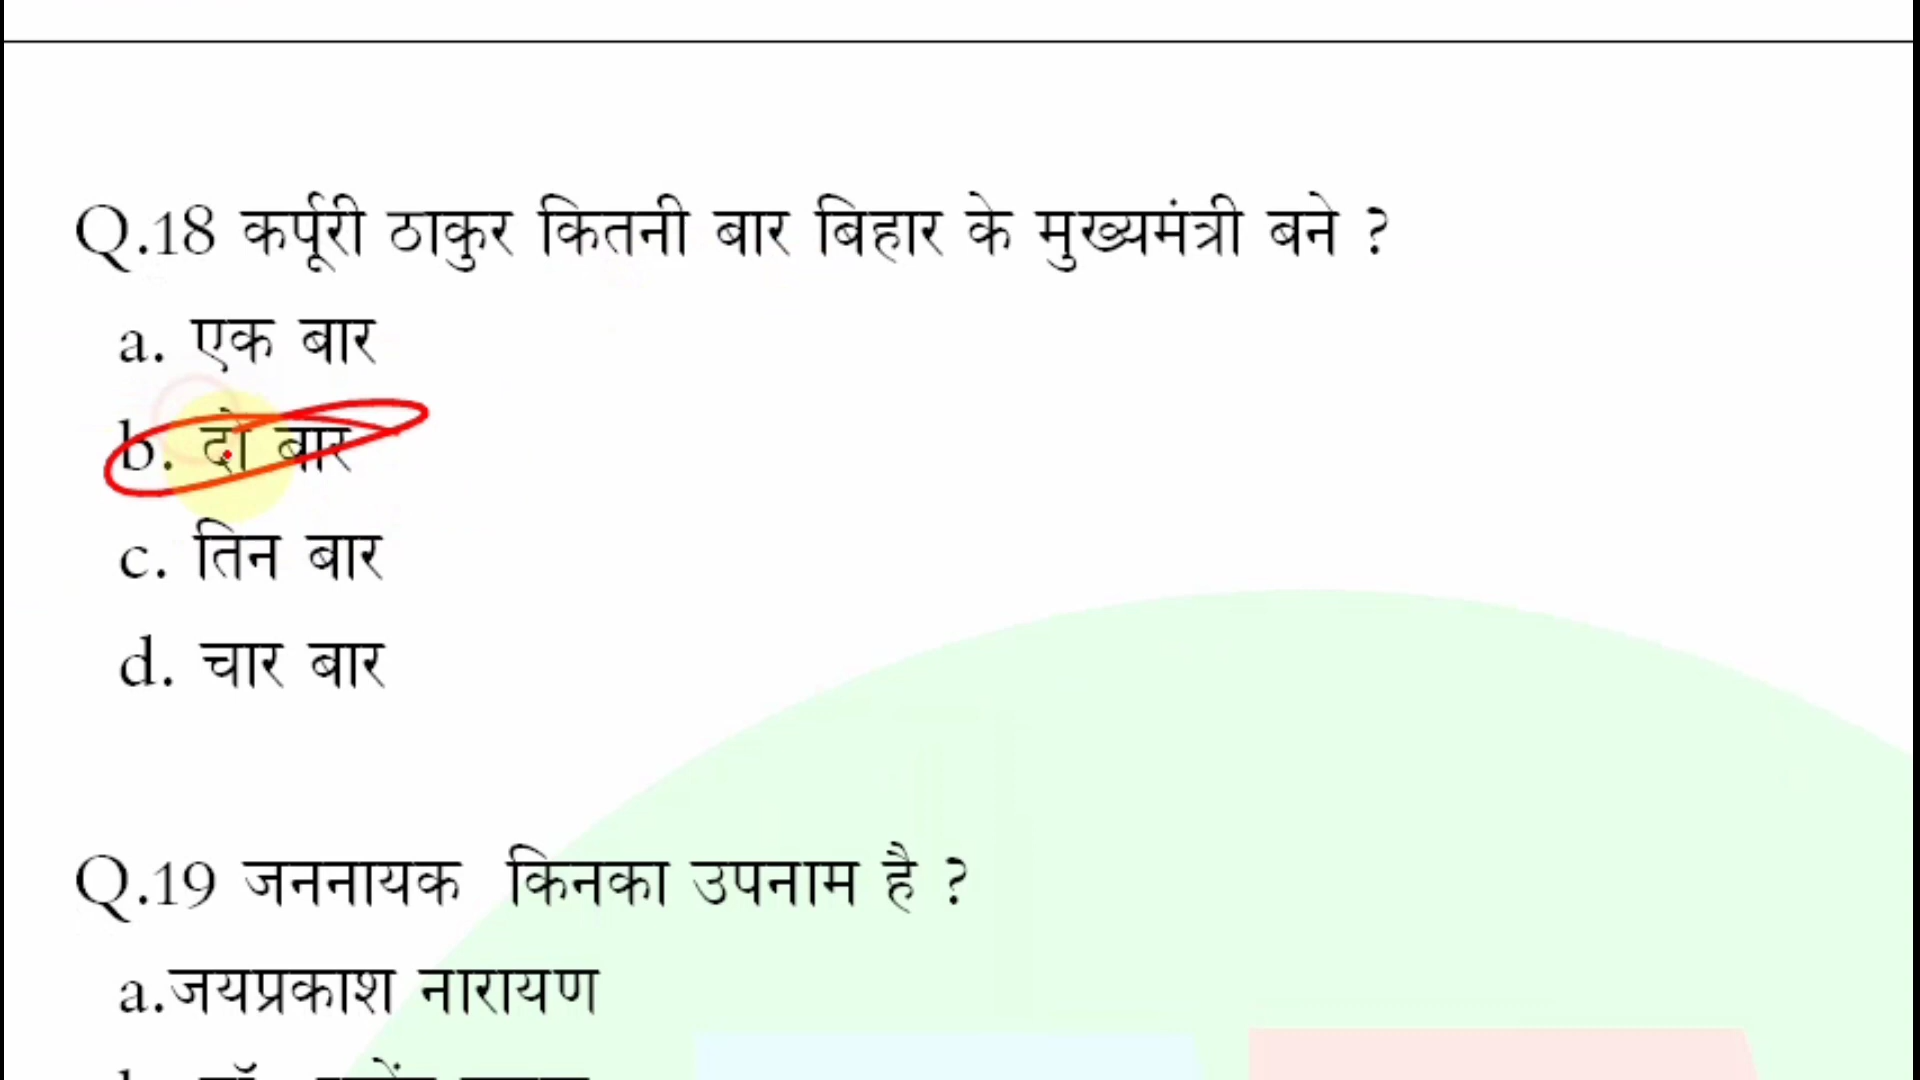 Q.18 कर्पूरी ठाकुर कितनी बार बिहार के मुख्यमंत्री बने ?
a. एक बार
b. दो बार
c. तिन बार
d. चार बार
Q.19 जननायक किनका उपनाम है ?
a.जयप्रकाश नारायण